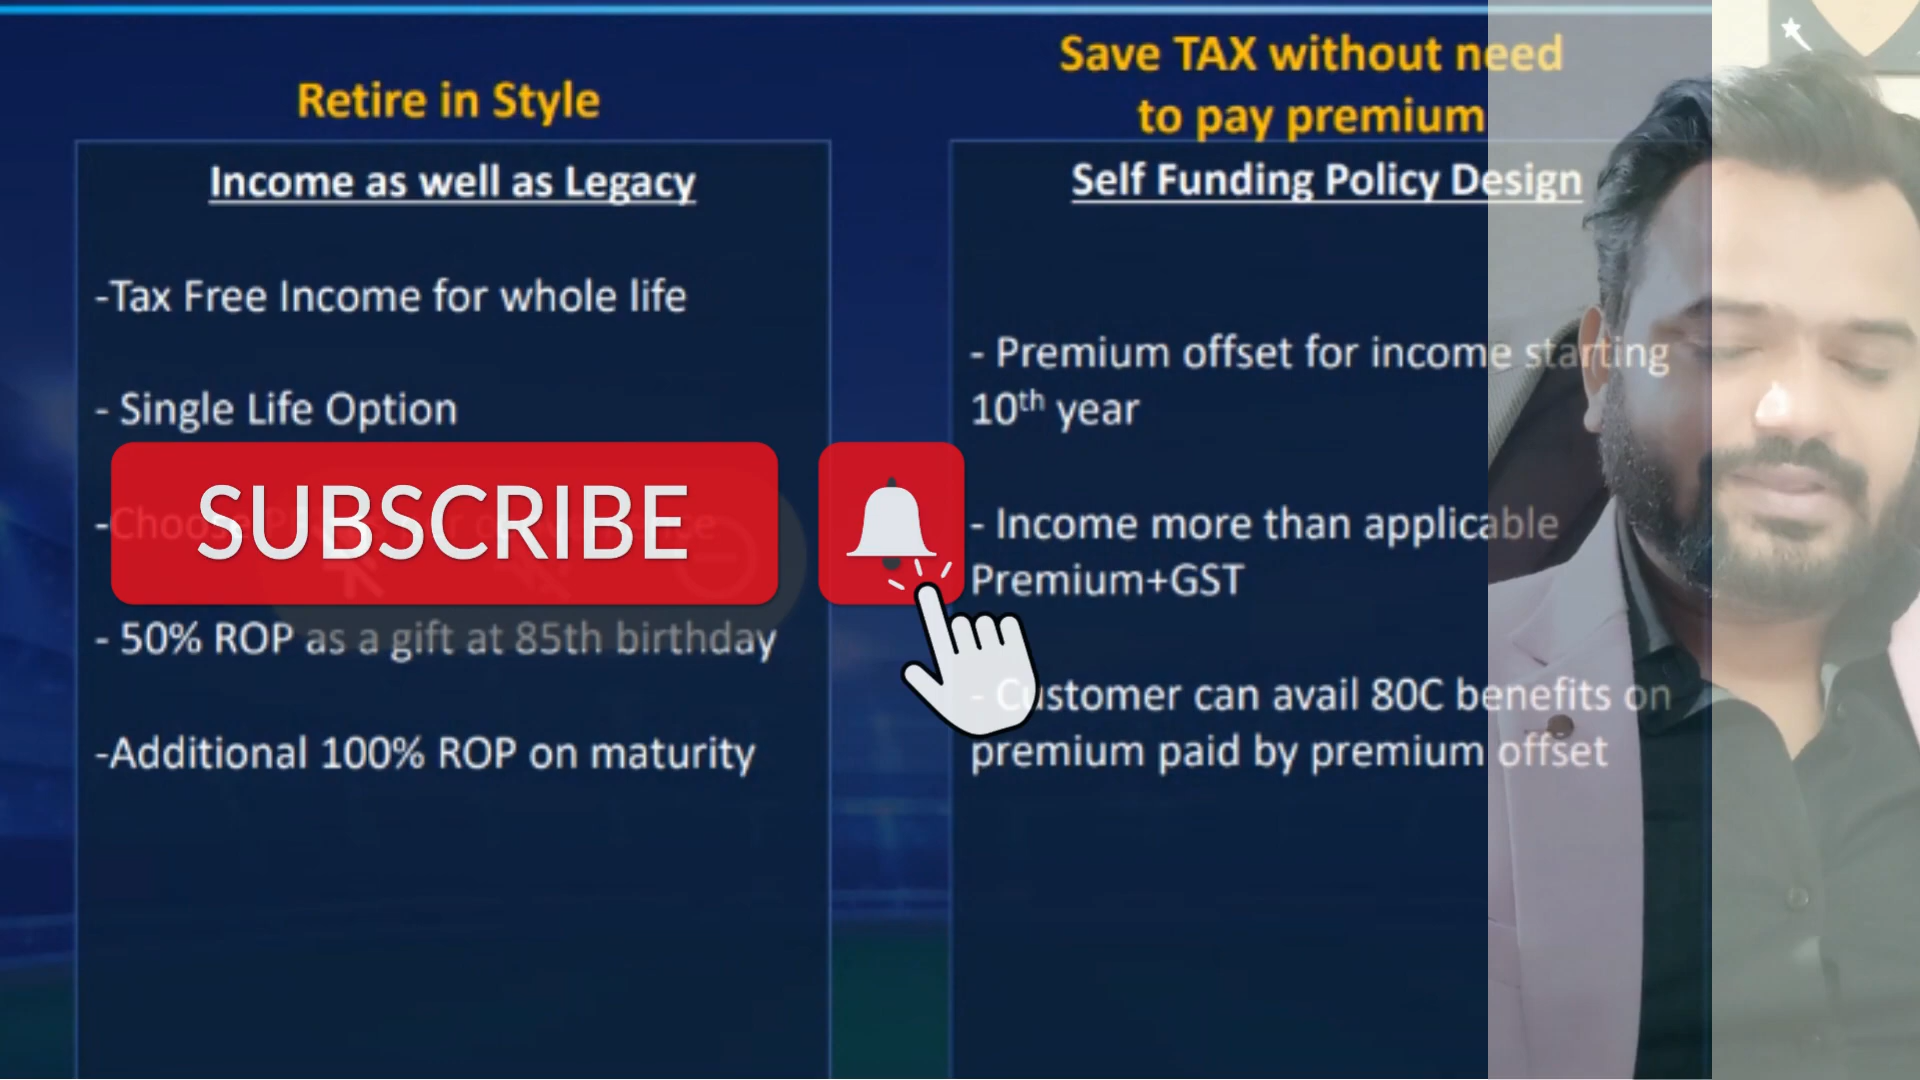 Retire in Style
Income as well as Legacy
-Tax Free Income for whole life
- Single Life Option
-Choose
SUBSCRIBE
- 50% ROP as a gift at 85th birthday
-Additional 100% ROP on maturity
Save TAX without need
to pay premium
Self Funding Policy Design
- Premium offset for income starting
10th year
- Income more than applicable
Premium+GST
- Customer can avail 80C benefits on
premium paid by premium offset